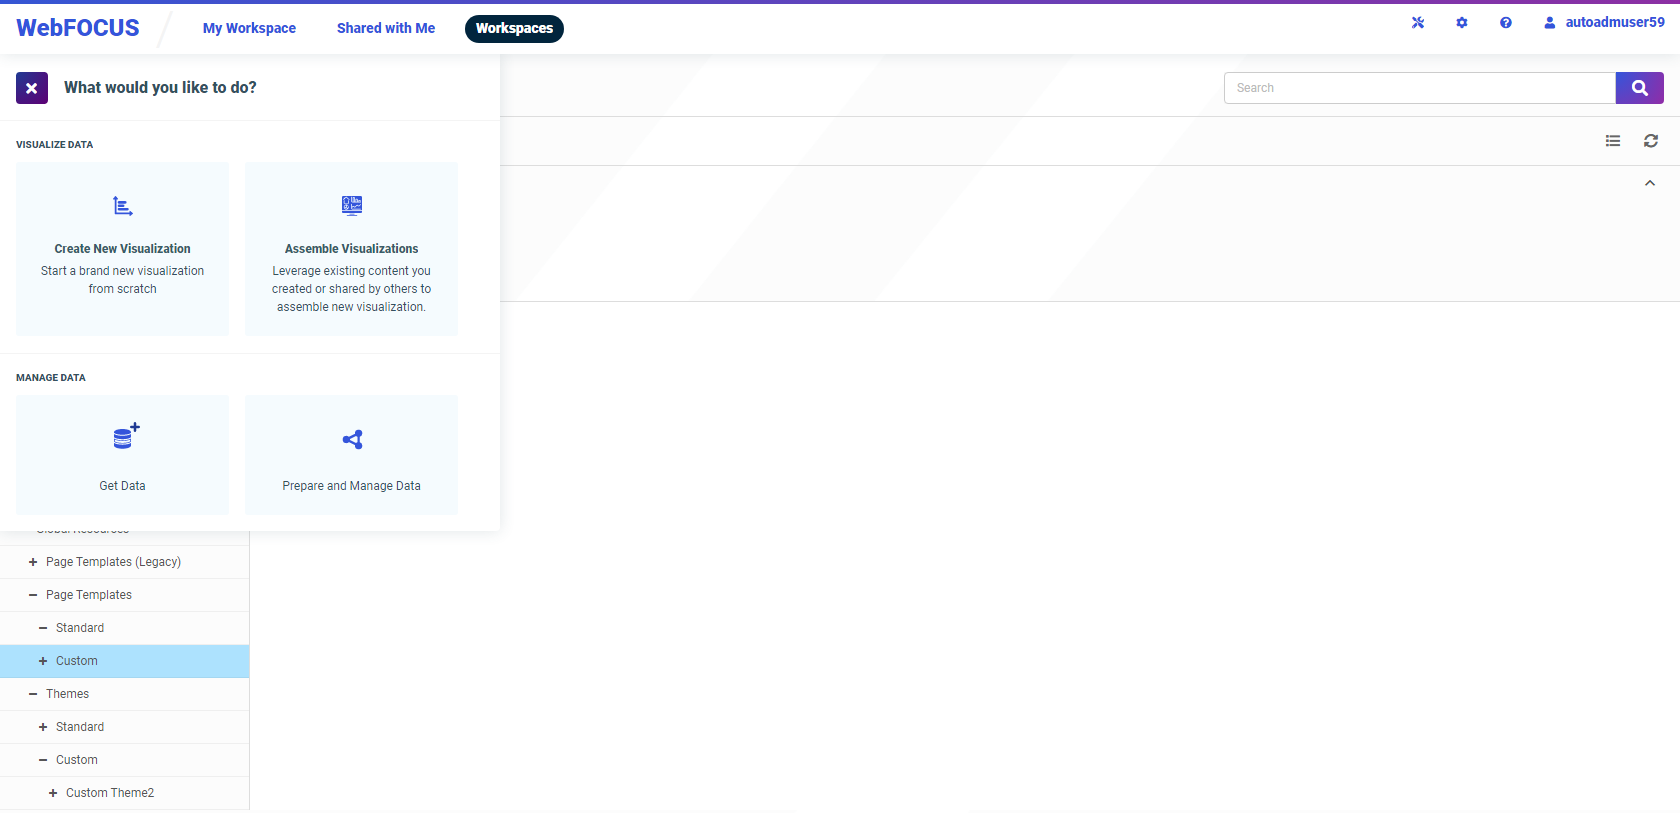 WebFOCUS
My Workspace
Shared with Me
Workspaces
autoadmuser59
What would you like to do?
Search
VISUALIZE DATA
Create New Visualization
Start a brand new visualization
from scratch
Assemble Visualizations
Leverage existing content you
created or shared by others to
assemble new visualization.
MANAGE DATA
Get Data
Prepare and Manage Data
Global Resources
Page Templates (Legacy)
Page Templates
Standard
Custom
Themes
Standard
Custom
Custom Theme2